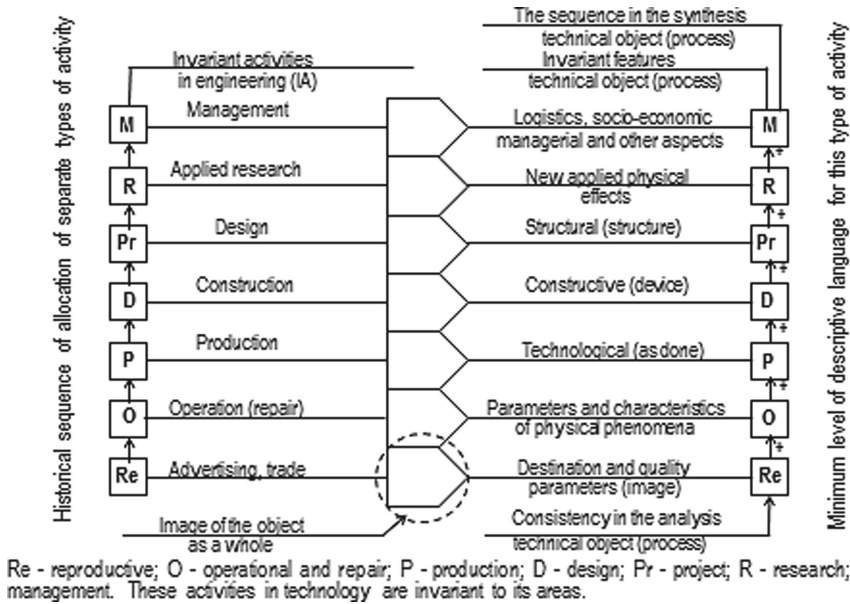 The sequence in the synthesis
technical object (process)
Invariant activities
in engineering (IA)
Invariant features
technical object (process)
Historical sequence of allocation of separate types of activity
Minimum level of descriptive language for this type of activity
M
Management
Logistics, socio-economic
managerial and other aspects
M
+
R
Applied research
New applied physical
effects
R
+
Pr
Design
Structural (structure)
Pr
+
D
Construction
Constructive (device)
D
+
P
Production
Technological (as done)
P
+
O
Operation (repair)
Parameters and characteristics
of physical phenomena
O
+
Re
Advertising, trade
Destination and quality
parameters (image)
Re
Image of the object
as a whole
Consistency in the analysis
technical object (process)
Re - reproductive; O - operational and repair; P - production; D - design; Pr - project; R - research;
management. These activities in technology are invariant to its areas.